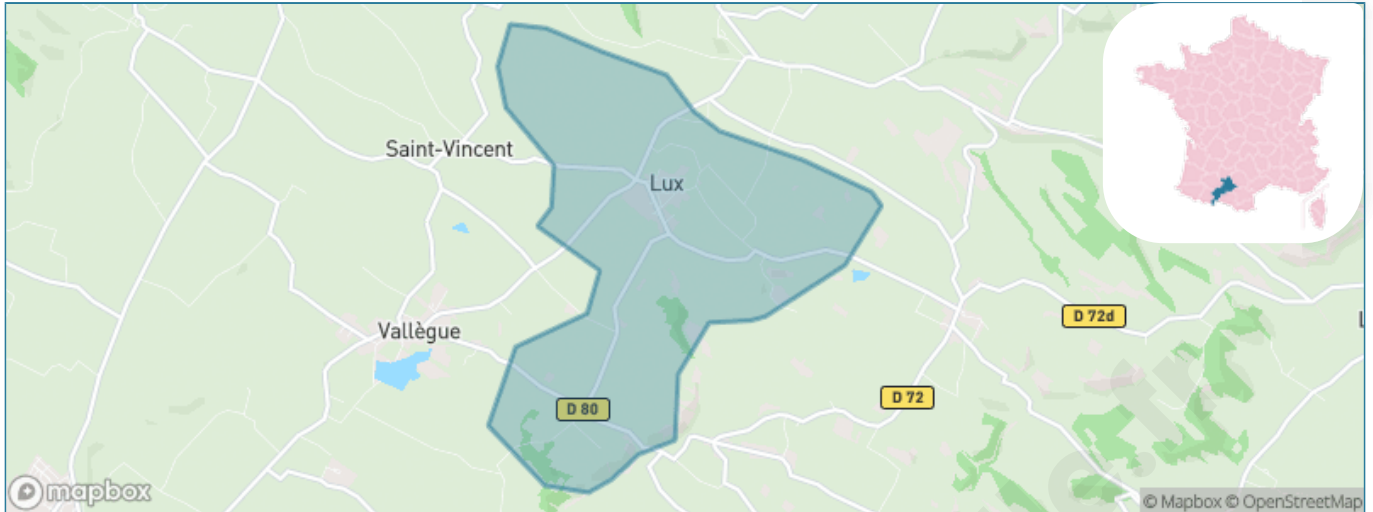 Saint-Vincent
Lux
Vallègue
D 72d
D 72
D 80
mapbox
© Mapbox © OpenStreetMap